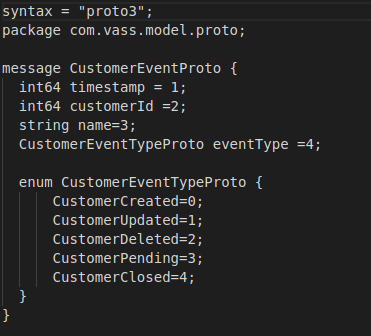 syntax = "proto3";
package com.vass.model.proto;

message CustomerEventProto {
  int64 timestamp = 1;
  int64 customerId =2;
  string name=3;
  CustomerEventTypeProto eventType =4;

  enum CustomerEventTypeProto {
      CustomerCreated=0;
      CustomerUpdated=1;
      CustomerDeleted=2;
      CustomerPending=3;
      CustomerClosed=4;
  }
}